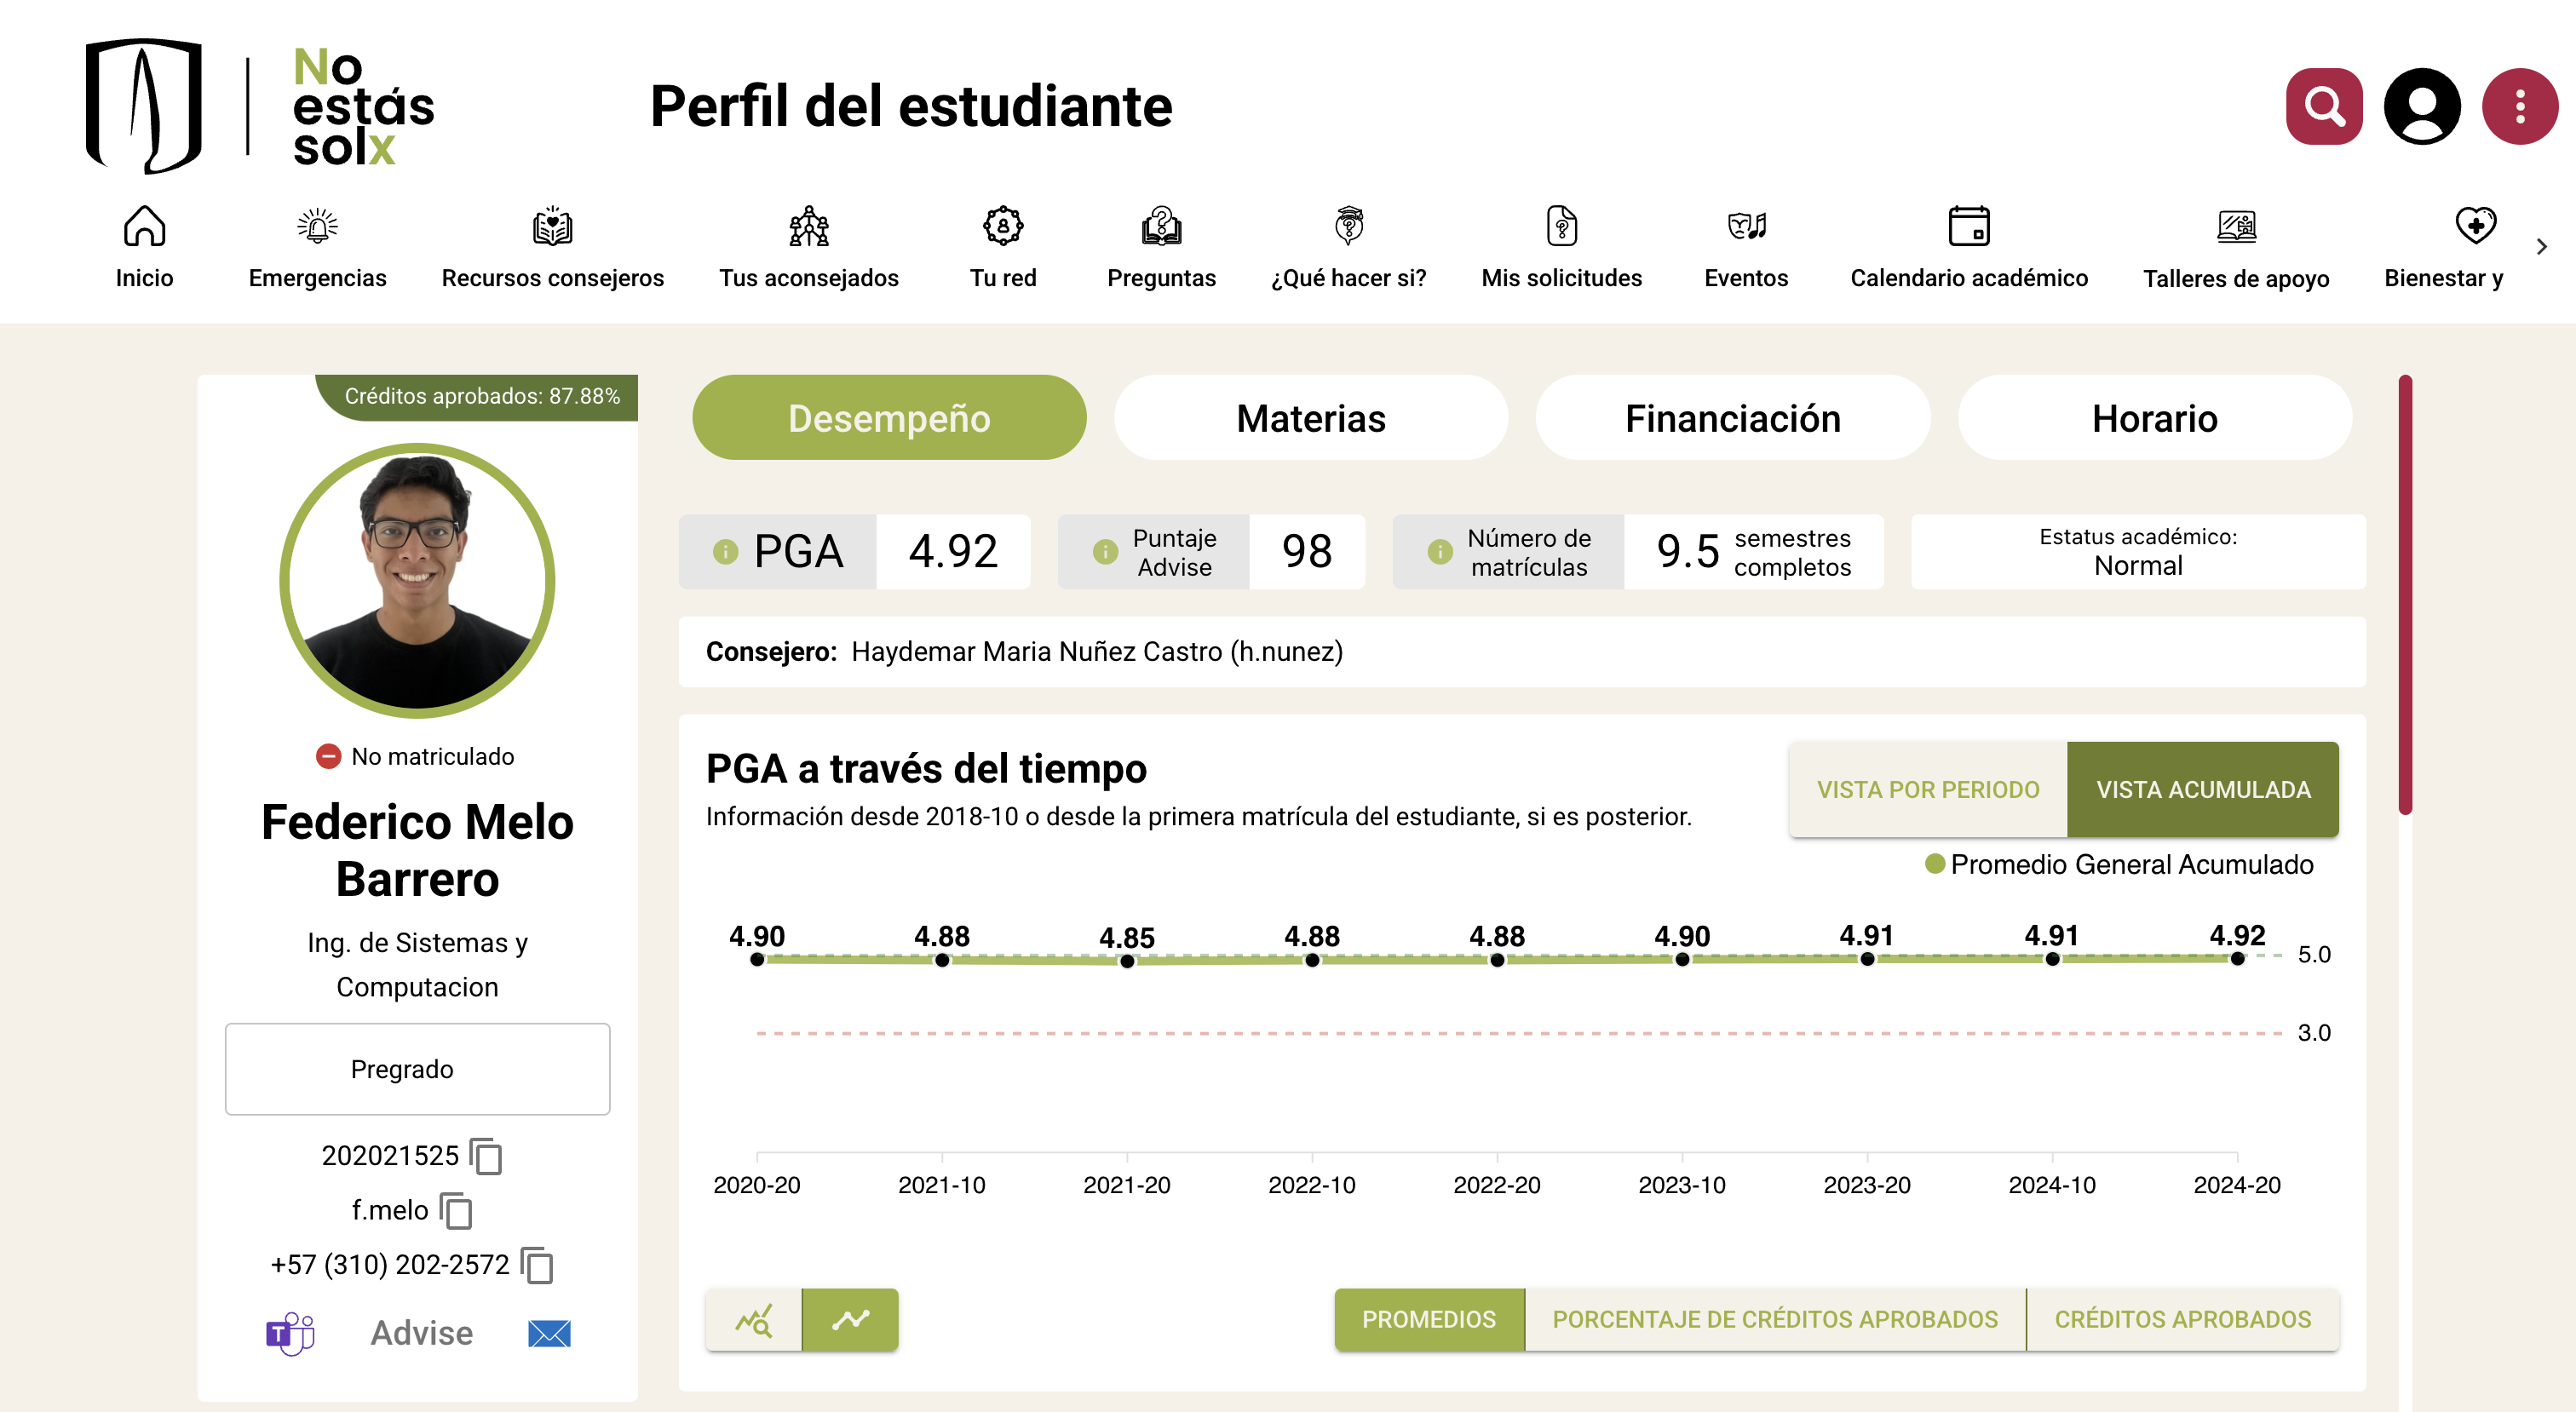 No
estás
solx
Perfil del estudiante
Inicio
Emergencias
Recursos consejeros
Tus aconsejados
Tu red
Preguntas
¿Qué hacer si?
Mis solicitudes
Eventos
Calendario académico
Talleres de apoyo
Bienestar y
Créditos aprobados: 87.88%
No matriculado
Federico Melo
Barrero
Ing. de Sistemas y
Computacion
Pregrado
202021525
f.melo
+57 (310) 202-2572
T
Advise
Desempeño
Materias
Financiación
Horario
PGA
4.92
Puntaje
Advise
98
Número de
matrículas
9.5
semestres
completos
Estatus académico:
Normal
Consejero: Haydemar Maria Nuñez Castro (h.nunez)
PGA a través del tiempo
Información desde 2018-10 o desde la primera matrícula del estudiante, si es posterior.
VISTA POR PERIODO
VISTA ACUMULADA
Promedio General Acumulado
4.90
4.88
4.85
4.88
4.88
4.90
4.91
4.91
4.92
5.0
3.0
2020-20
2021-10
2021-20
2022-10
2022-20
2023-10
2023-20
2024-10
2024-20
PROMEDIOS
PORCENTAJE DE CRÉDITOS APROBADOS
CRÉDITOS APROBADOS